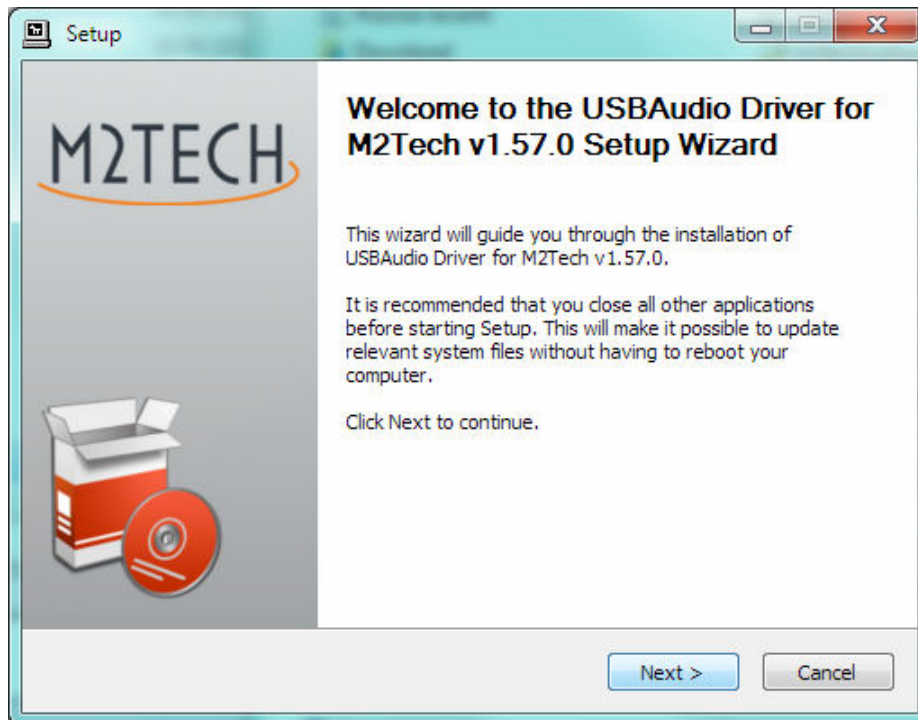 Setup
M2TECH
Welcome to the USBAudio Driver for
M2Tech v1.57.0 Setup Wizard
This wizard will guide you through the installation of
USBAudio Driver for M2Tech v1.57.0.
It is recommended that you close all other applications
before starting Setup. This will make it possible to update
relevant system files without having to reboot your
computer.
Click Next to continue.
Next >
Cancel